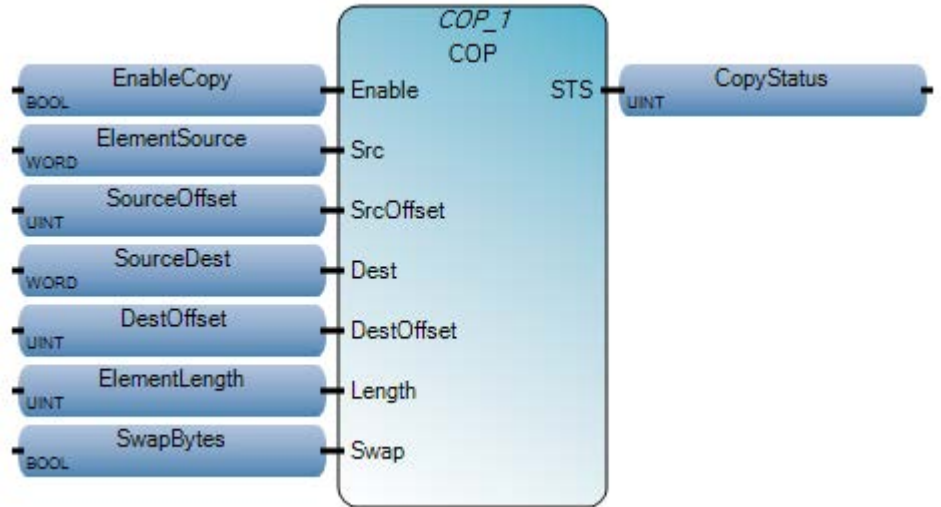 COP_1
COP
EnableCopy
BOOL
Enable
STS
CopyStatus
UINT
ElementSource
WORD
Src
SourceOffset
UINT
SrcOffset
SourceDest
WORD
Dest
DestOffset
UINT
DestOffset
ElementLength
UINT
Length
SwapBytes
BOOL
Swap